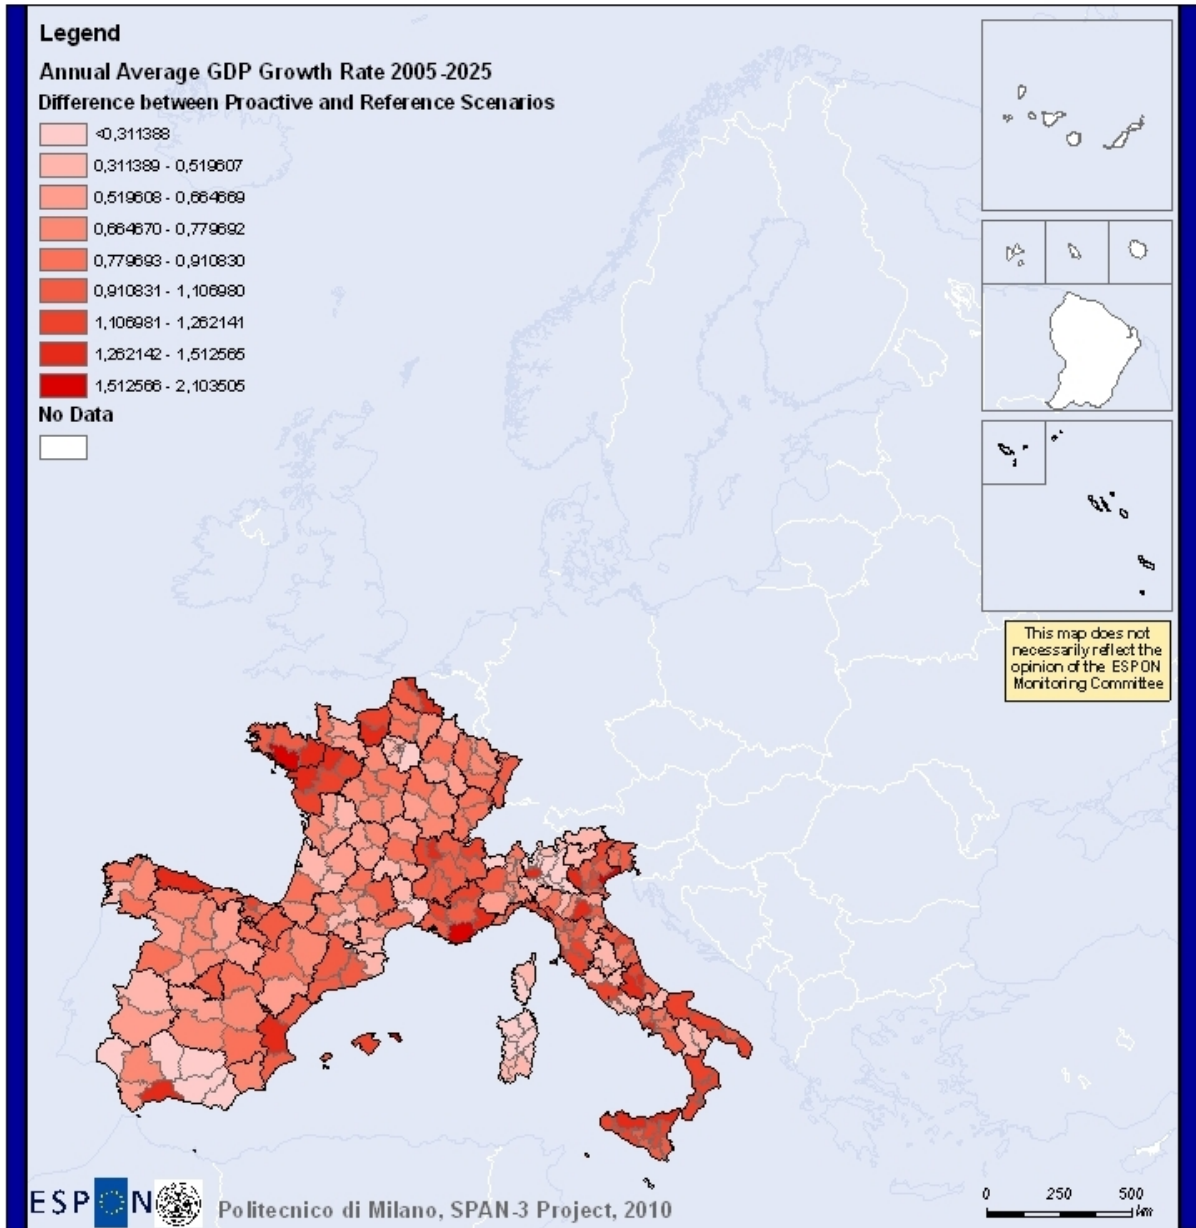 Legend
Annual Average GDP Growth Rate 2005-2025
Difference between Proactive and Reference Scenarios
<0,311388
0,311389 - 0,519607
0,519608 - 0,664669
0,664670 - 0,779692
0,779693 - 0,910830
0,910831 - 1,106980
1,106981 - 1,262141
1,262142 - 1,512565
1,512566 - 2,103505
No Data
This map does not
necessarily reflect the
opinion of the ESPON
Monitoring Committee
ESPON
Politecnico di Milano, SPAN-3 Project, 2010
0 250 500
km